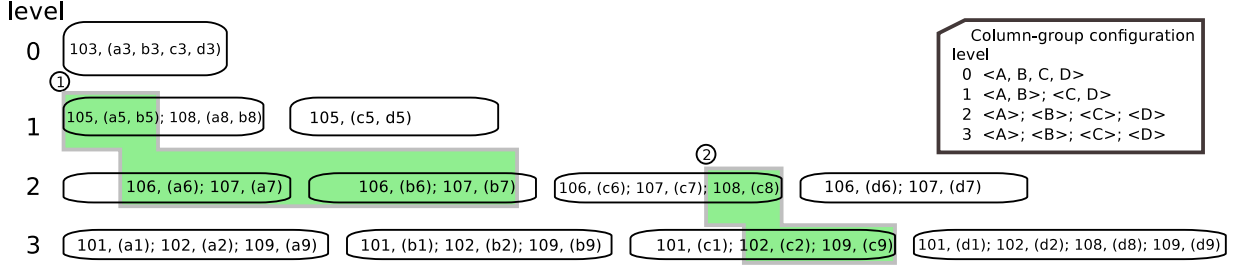 level
0
103, (a3, b3, c3, d3)
Column-group configuration
level
0 <A, B, C, D>
1 <A, B>; <C, D>
2 <A>; <B>; <C>; <D>
3 <A>; <B>; <C>; <D>
1
1
105, (a5, b5); 108, (a8, b8)
105, (c5, d5)
2
2
106, (a6); 107, (a7)
106, (b6); 107, (b7)
106, (c6); 107, (c7); 108, (c8)
106, (d6); 107, (d7)
3
101, (a1); 102, (a2); 109, (a9)
101, (b1); 102, (b2); 109, (b9)
101, (c1); 102, (c2); 109, (c9)
101, (d1); 102, (d2); 108, (d8); 109, (d9)